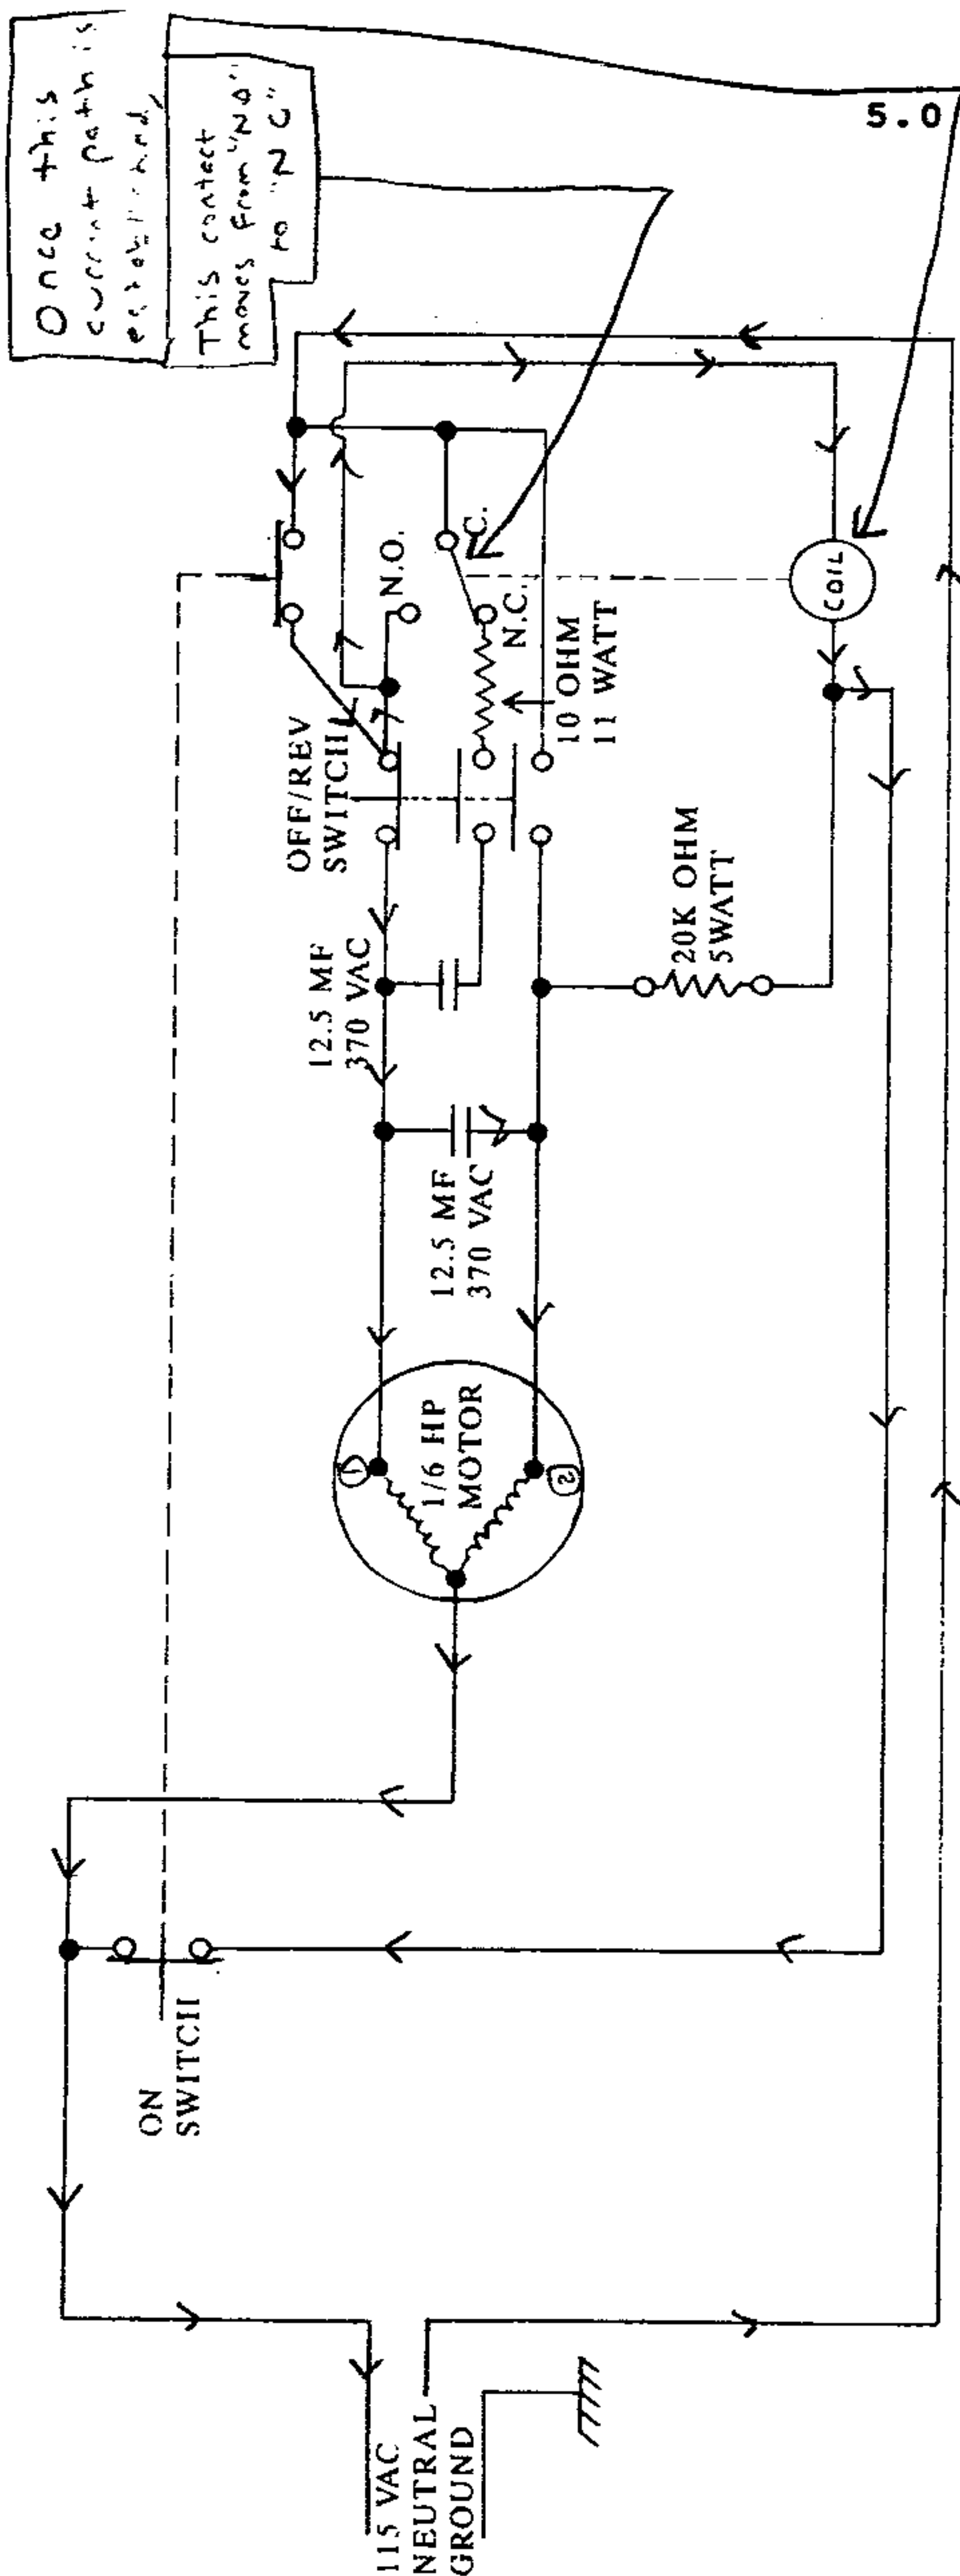 Once this
current path is
established,
This contact
moves from "NO"
to "NC"
5.0
OFF/REV
SWITCH
N.O.
C.
N.C.
10 OHM
11 WATT
COIL
12.5 MF
370 VAC
20K OHM
5WATT
12.5 MF
370 VAC
1
1/6 HP
MOTOR
2
ON
SWITCH
115 VAC
NEUTRAL
GROUND